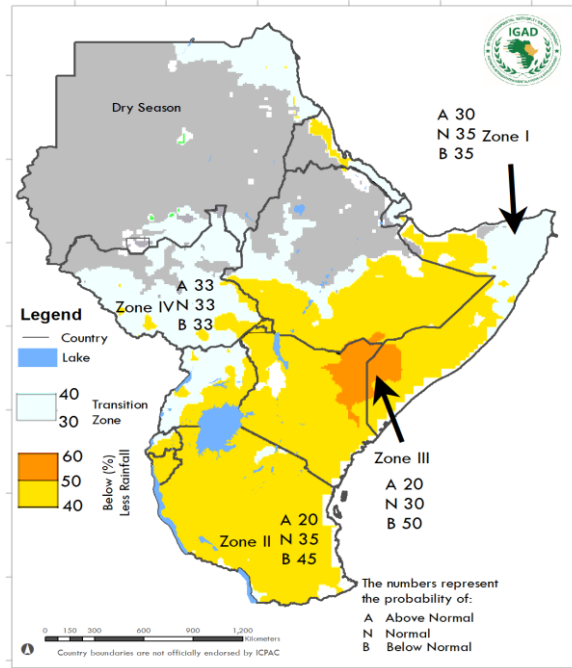 IGAD
Dry Season
A 30
N 35 Zone I
B 35
A 33
Zone IV N 33
B 33
Legend
Country
Lake
40
30
Transition
Zone
60
50
40
Below (%)
Less Rainfall
Zone III
A 20
N 30
B 50
A 20
Zone II N 35
B 45
The numbers represent
the probability of:
A Above Normal
N Normal
B Below Normal
0 150 300 600 900 1,200
Kilometers
Country boundaries are not officially endorsed by ICPAC